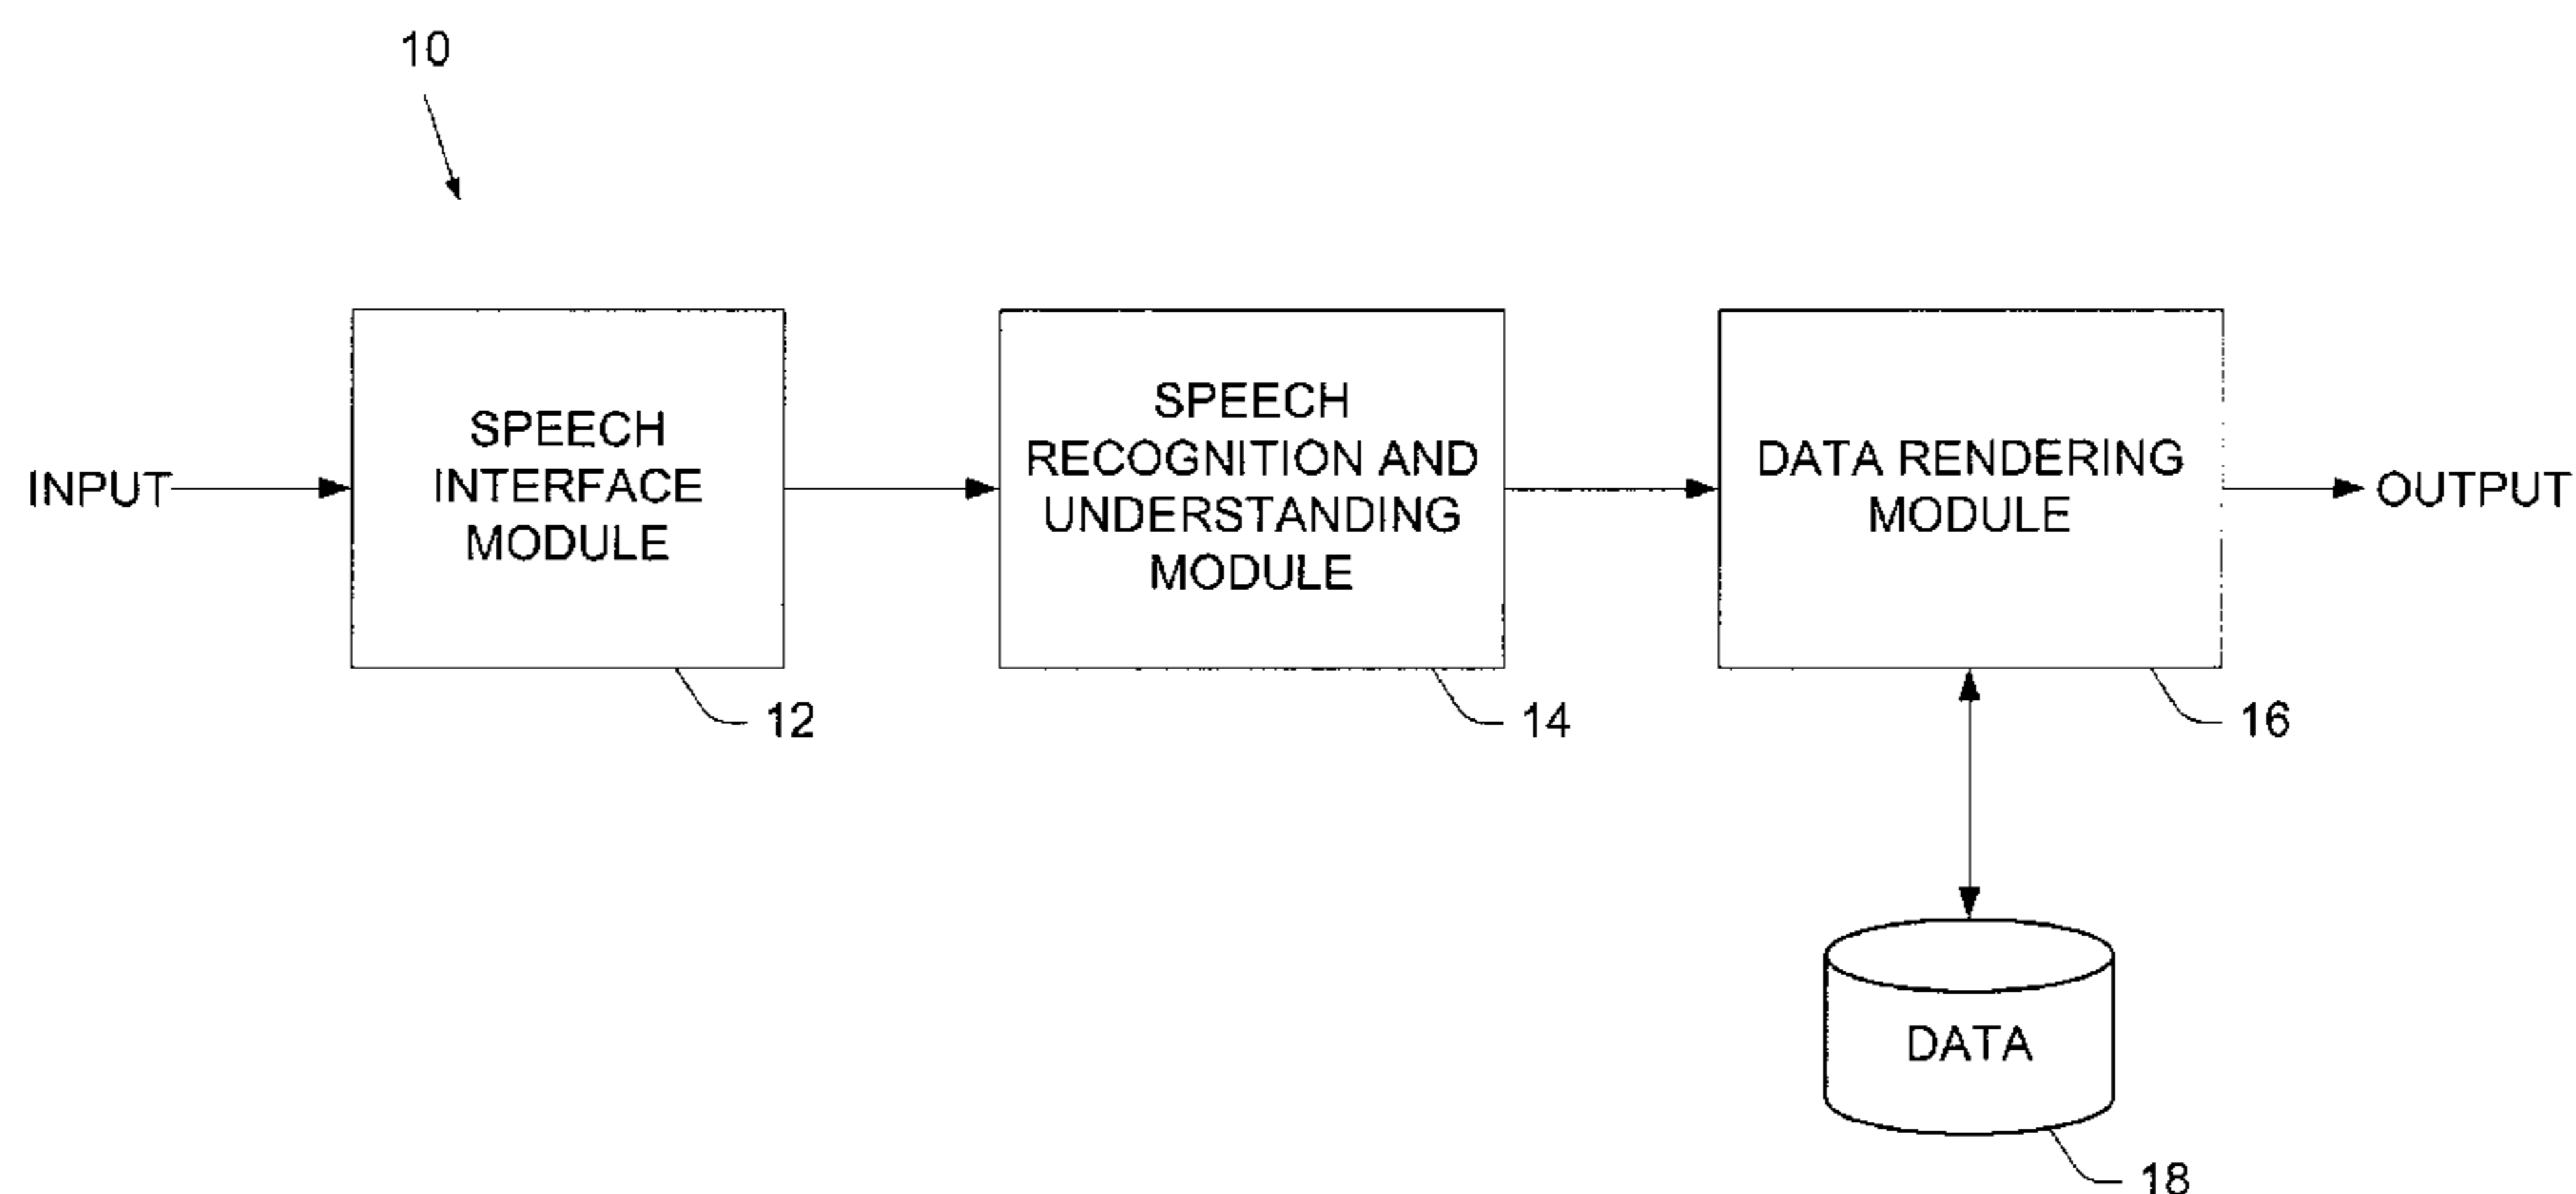 10
INPUT
SPEECH
INTERFACE
MODULE
12
SPEECH
RECOGNITION AND
UNDERSTANDING
MODULE
14
DATA RENDERING
MODULE
16
OUTPUT
DATA
18